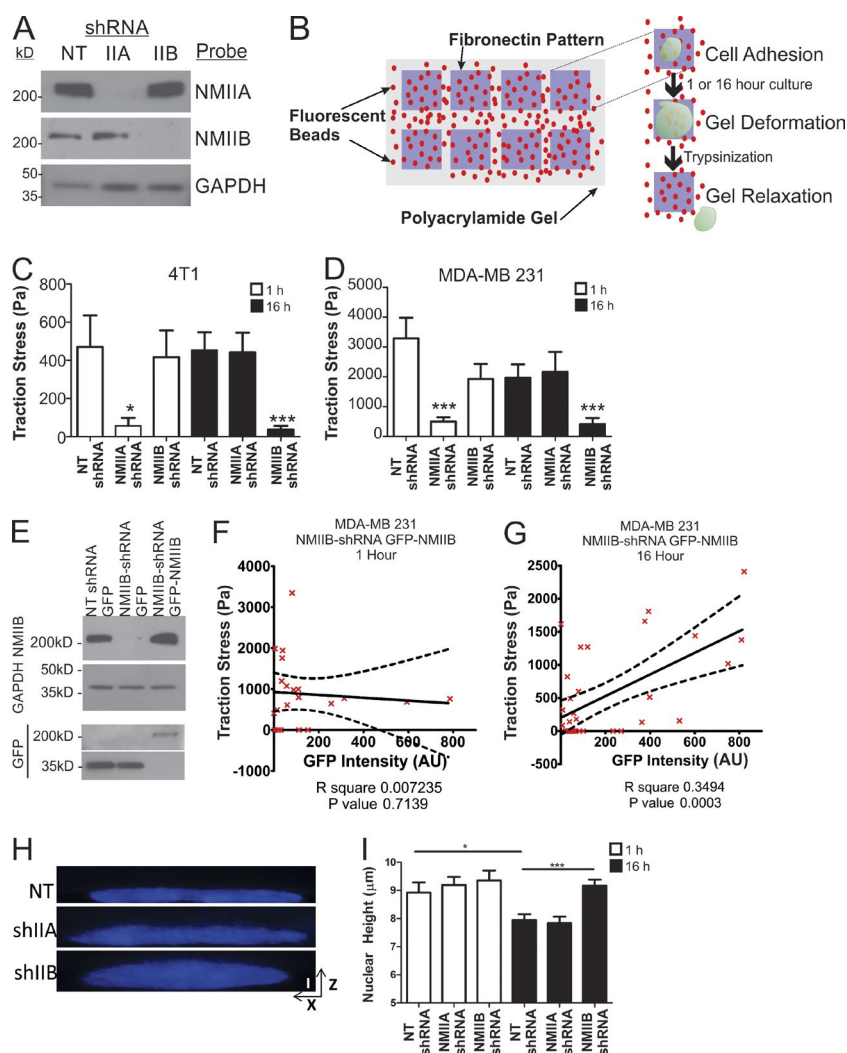 A
shRNA
kD
NT IIA IIB Probe
200
NMIIA
200
NMIIB
50
35
GAPDH
B
Fibronectin Pattern
Fluorescent
Beads
Polyacrylamide Gel
Cell Adhesion
1 or 16 hour culture
Gel Deformation
Trypsinization
Gel Relaxation
C
4T1
1 h
16 h
Traction Stress (Pa)
800
600
400
200
0
*
***
NT
shRNA
NMIIA
shRNA
NMIIB
shRNA
NT
shRNA
NMIIA
shRNA
NMIIB
shRNA
D
MDA-MB 231
1 h
16 h
Traction Stress (Pa)
5000
4000
3000
2000
1000
0
***
***
NT
shRNA
NMIIA
shRNA
NMIIB
shRNA
NT
shRNA
NMIIA
shRNA
NMIIB
shRNA
E
NT shRNA
GFP
NMIIB-shRNA
GFP
NMIIB-shRNA
GFP-NMIIB
NMIIB
200kD
GAPDH
50kD
35kD
GFP
200kD
35kD
F
MDA-MB 231
NMIIB-shRNA GFP-NMIIB
1 Hour
Traction Stress (Pa)
4000
3000
2000
1000
0
-1000
200 400 600 800
GFP Intensity (AU)
R square 0.007235
P value 0.7139
G
MDA-MB 231
NMIIB-shRNA GFP-NMIIB
16 Hour
Traction Stress (Pa)
2500
2000
1500
1000
500
0
-500
200 400 600 800
GFP Intensity (AU)
R square 0.3494
P value 0.0003
H
NT
shIIA
shIIB
Z
X
I
1 h
16 h
Nuclear Height (μm)
10
9
8
7
6
5
*
***
NT
shRNA
NMIIA
shRNA
NMIIB
shRNA
NT
shRNA
NMIIA
shRNA
NMIIB
shRNA